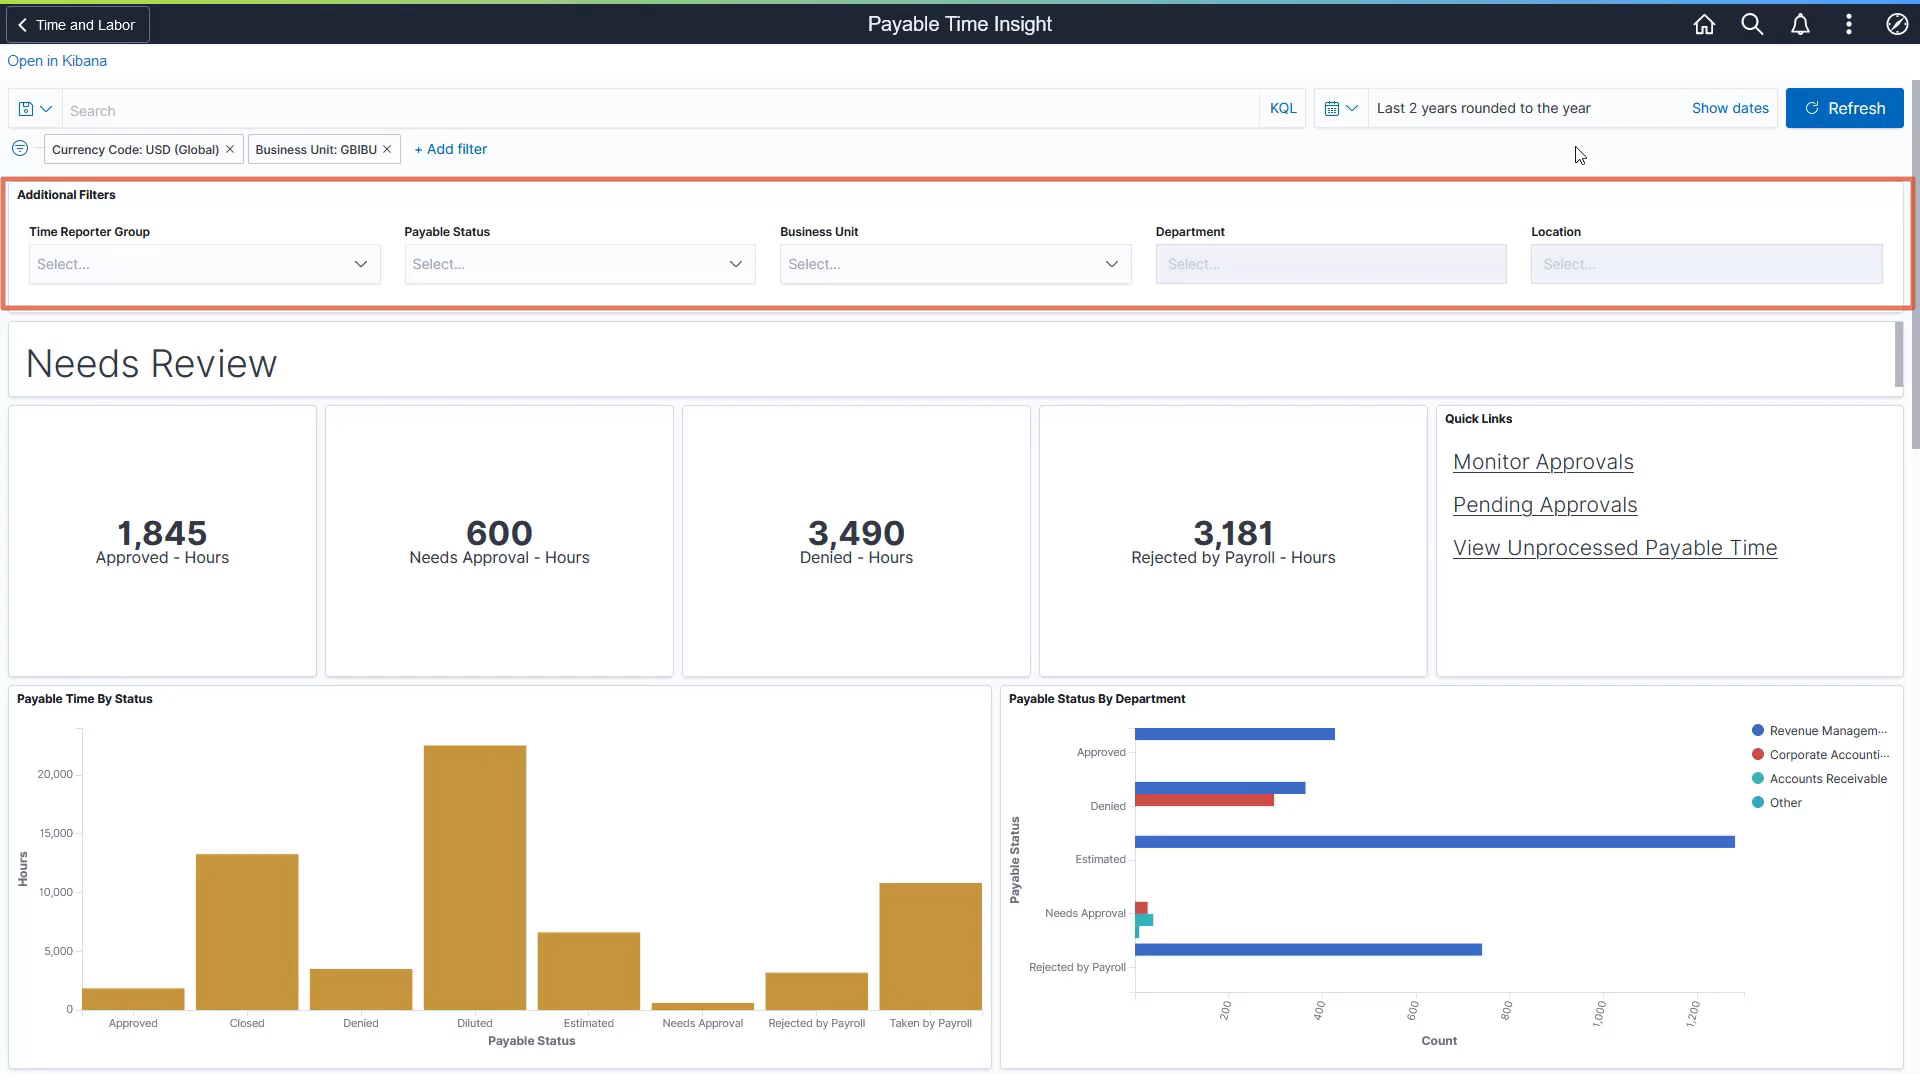 Time and Labor
Payable Time Insight
Open in Kibana
Search
KQL
Last 2 years rounded to the year
Show dates
Refresh
Currency Code: USD (Global) ×
Business Unit: GBIBU ×
+ Add filter
Additional Filters
Time Reporter Group
Payable Status
Business Unit
Department
Location
Select...
Select...
Select...
Select...
Select...
Needs Review
1,845
Approved - Hours
600
Needs Approval - Hours
3,490
Denied - Hours
3,181
Rejected by Payroll - Hours
Quick Links
Monitor Approvals
Pending Approvals
View Unprocessed Payable Time
Payable Time By Status
Hours
20,000
15,000
10,000
5,000
0
Approved
Closed
Denied
Diluted
Estimated
Needs Approval
Rejected by Payroll
Taken by Payroll
Payable Status
Payable Status By Department
Payable Status
Approved
Denied
Estimated
Needs Approval
Rejected by Payroll
200
400
600
800
1,000
1,200
Count
Revenue Managem...
Corporate Accounti...
Accounts Receivable
Other